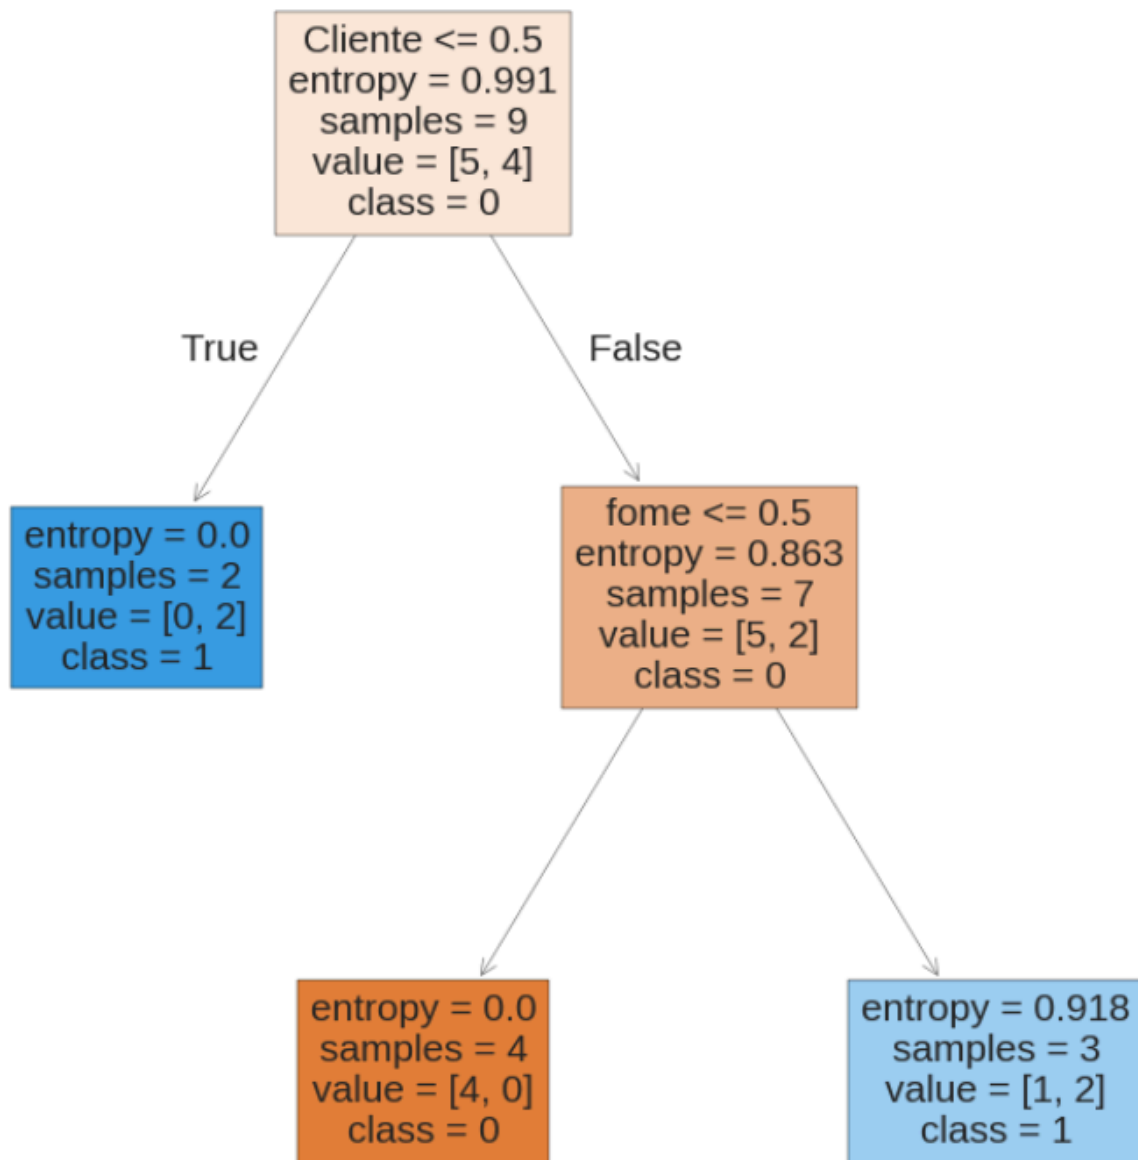 Cliente <= 0.5
entropy = 0.991
samples = 9
value = [5, 4]
class = 0
True
False
entropy = 0.0
samples = 2
value = [0, 2]
class = 1
fome <= 0.5
entropy = 0.863
samples = 7
value = [5, 2]
class = 0
entropy = 0.0
samples = 4
value = [4, 0]
class = 0
entropy = 0.918
samples = 3
value = [1, 2]
class = 1